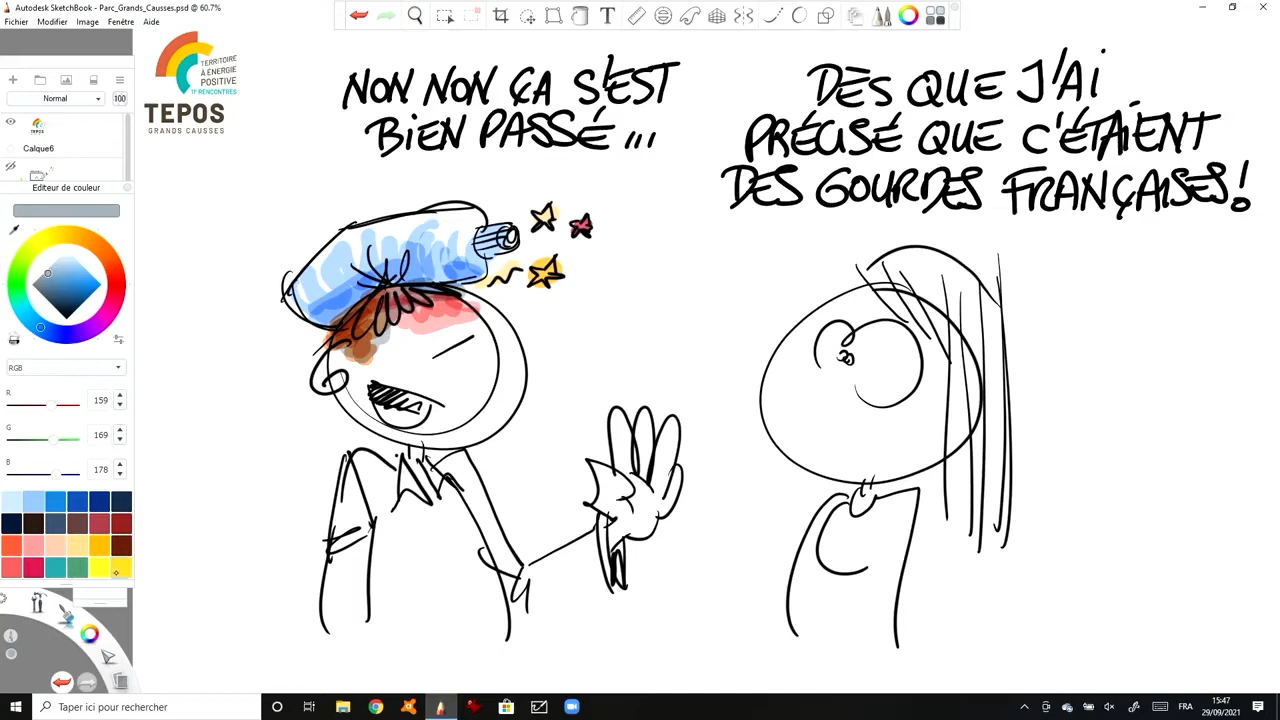 Autodesk SketchBook - Parc_Grands_Causses.psd @ 60.7%
Fichier Modifier Image Fenêtre Aide
T
TERRITOIRE
À ÉNERGIE
POSITIVE
TF RENCONTRES
TEPOS
GRANDS CAUSSES
Normal
100
Calque6
Editeur de couleur
RGB
R
159
G
169
B
178
NON NON ÇA S'EST
BIEN PASSÉ...
DÈS QUE J'AI
PRÉCISÉ QUE C'ÉTAIENT
DES GOURDES FRANÇAISES!
Taper ici pour rechercher
FRA
15:47
29/09/2021